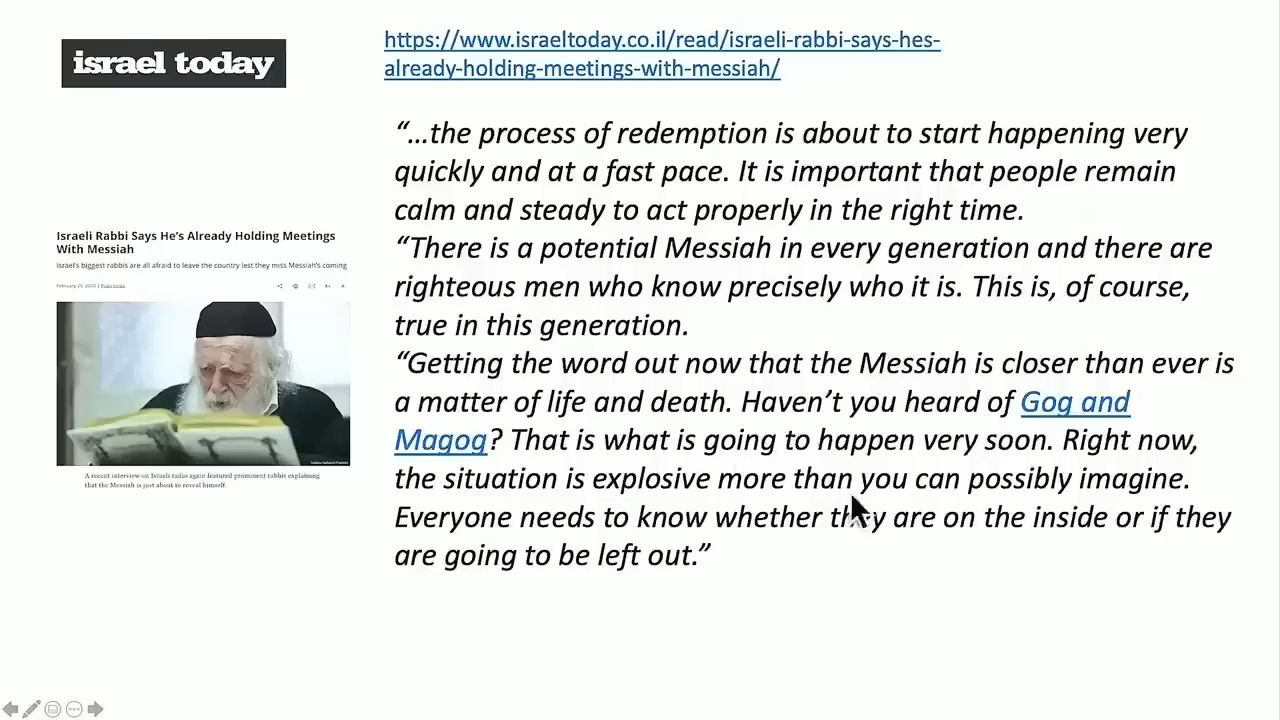 israel today
https://www.israeltoday.co.il/read/israeli-rabbi-says-hes-
already-holding-meetings-with-messiah/
“...the process of redemption is about to start happening very
quickly and at a fast pace. It is important that people remain
calm and steady to act properly in the right time.
“There is a potential Messiah in every generation and there are
righteous men who know precisely who it is. This is, of course,
true in this generation.
“Getting the word out now that the Messiah is closer than ever is
a matter of life and death. Haven’t you heard of Gog and
Magog? That is what is going to happen very soon. Right now,
the situation is explosive more than you can possibly imagine.
Everyone needs to know whether they are on the inside or if they
are going to be left out.”
Israeli Rabbi Says He’s Already Holding Meetings
With Messiah
Israel’s biggest rabbis are all afraid to leave the country lest they miss Messiah’s coming
February 20, 2020 |
A recent interview on Israeli radio again featured prominent rabbis explaining
that the Messiah is just about to reveal himself.